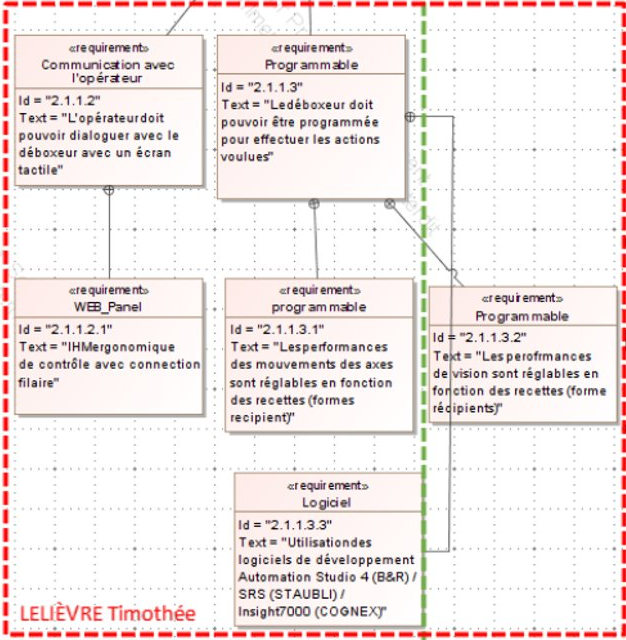 «requirement»
Communication avec
l'opérateur
Id = "2.1.1.2"
Text = "L'opérateurdoit
pouvoir dialoguer avec le
déboxeur avec un écran
tactile"
«requirement»
Programmable
Id = "2.1.1.3"
Text = "Ledéboxeur doit
pouvoir être programmée
pour effectuer les actions
voulues"
«requirement»
WEB_Panel
Id = "2.1.1.2.1"
Text = "IHMergonomique
de contrôle avec connection
filaire"
«requirement»
programmable
Id = "2.1.1.3.1"
Text = "Lesperformances
des mouvements des axes
sont réglables en fonction
des recettes (formes
recipient)"
«requirement»
Programmable
Id = "2.1.1.3.2"
Text = "Les perofrmances
de vision sont réglables en
fonction des recettes (forme
récipients)"
«requirement»
Logiciel
Id = "2.1.1.3.3"
Text = "Utilisationdes
logiciels de développement
Automation Studio 4 (B&R) /
SRS (STAUBLI) /
Insight7000 (COGNEX)"
LELIÈVRE Timothée